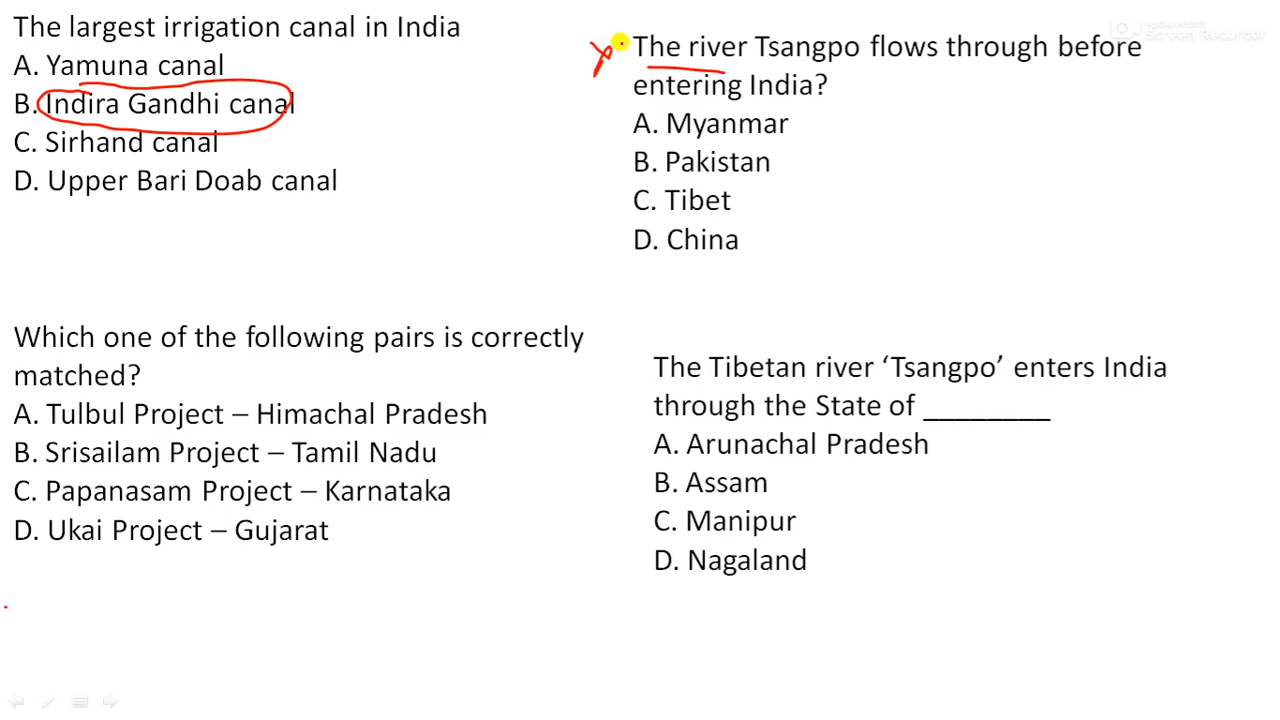 The largest irrigation canal in India
A. Yamuna canal
B. Indira Gandhi canal
C. Sirhand canal
D. Upper Bari Doab canal
The river Tsangpo flows through before
entering India?
A. Myanmar
B. Pakistan
C. Tibet
D. China
Which one of the following pairs is correctly
matched?
A. Tulbul Project – Himachal Pradesh
B. Srisailam Project – Tamil Nadu
C. Papanasam Project – Karnataka
D. Ukai Project – Gujarat
The Tibetan river ‘Tsangpo’ enters India
through the State of ________
A. Arunachal Pradesh
B. Assam
C. Manipur
D. Nagaland
Screen Recorder